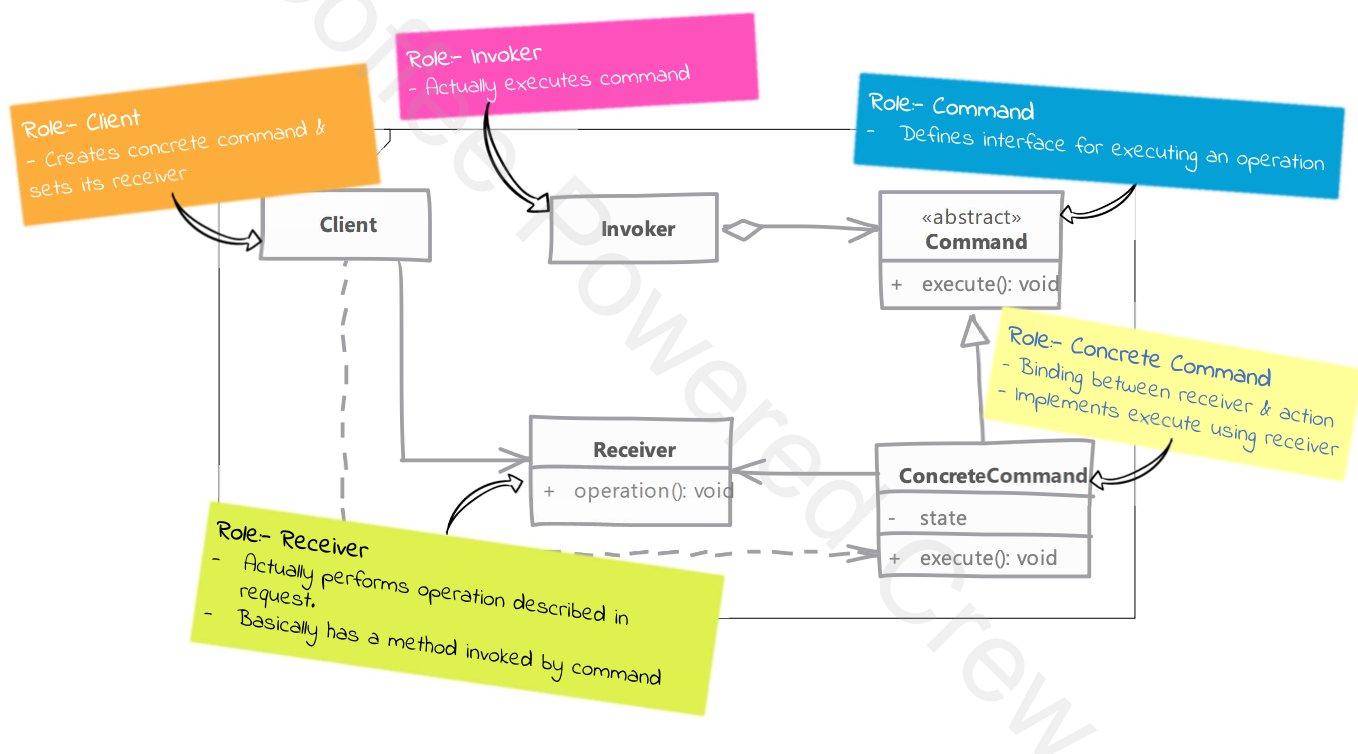 Role:- Invoker
- Actually executes command
Role:- Client
- Creates concrete command &
sets its receiver
Role:- Command
- Defines interface for executing an operation
Client
Invoker
«abstract»
Command
+ execute(): void
Role:- Concrete Command
- Binding between receiver & action
- Implements execute using receiver
Receiver
+ operation(): void
ConcreteCommand
- state
+ execute(): void
Role:- Receiver
- Actually performs operation described in
request.
- Basically has a method invoked by command
Powered Crew